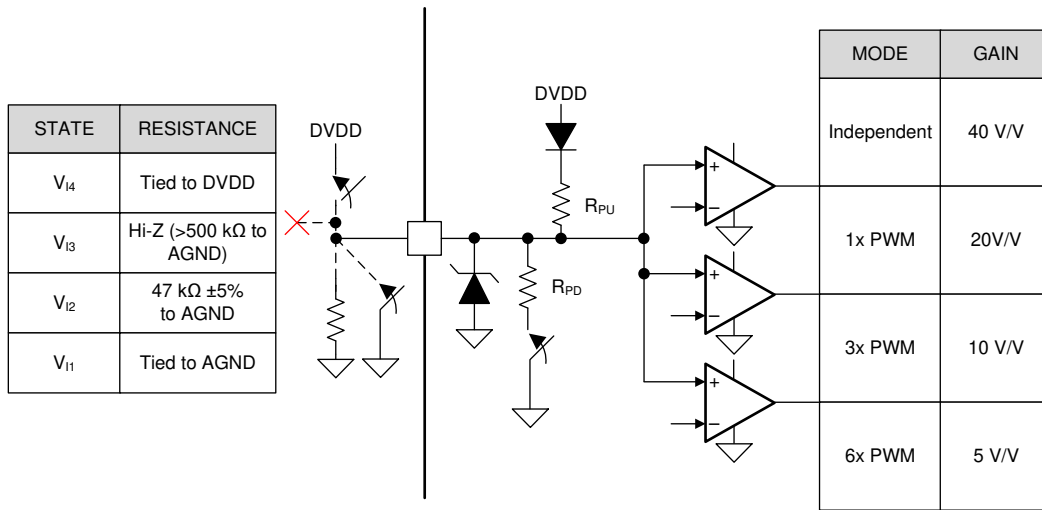 STATE RESISTANCE
V_I4 Tied to DVDD
V_I3 Hi-Z (>500 kΩ to
AGND)
V_I2 47 kΩ ±5%
to AGND
V_I1 Tied to AGND
DVDD
DVDD
R_PU
R_PD
+
−
+
−
+
−
MODE GAIN
Independent 40 V/V
1x PWM 20V/V
3x PWM 10 V/V
6x PWM 5 V/V